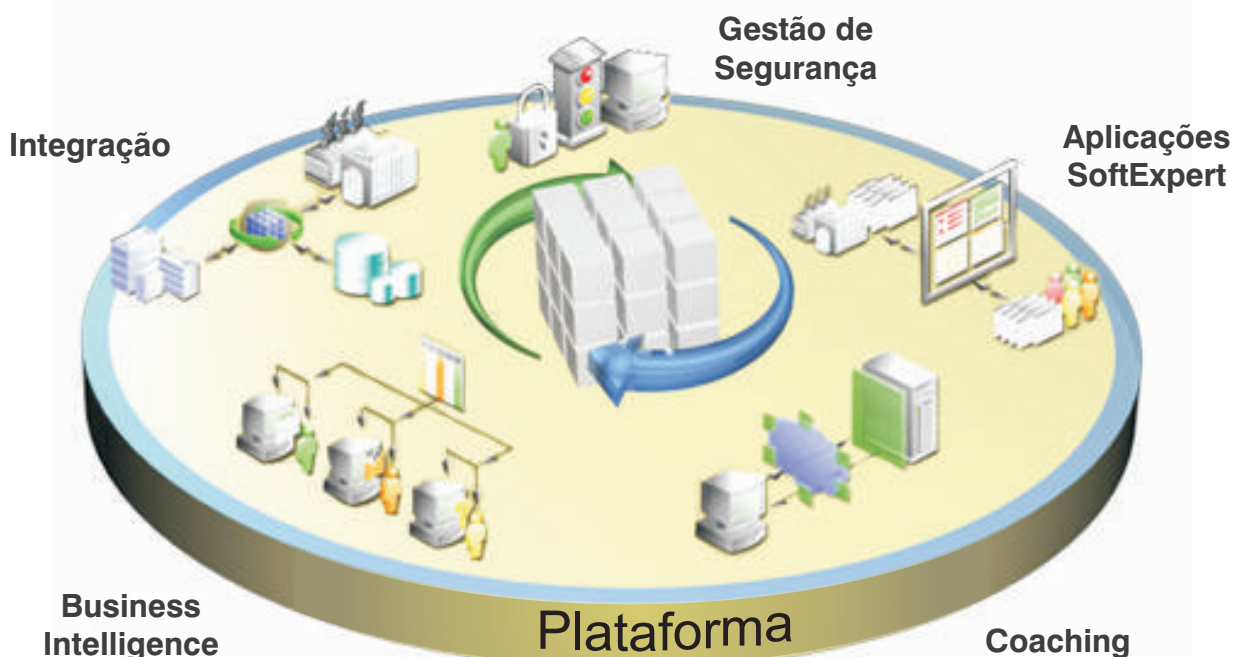 Gestão de
Segurança
Integração
Aplicações
SoftExpert
Business
Intelligence
Plataforma
Coaching